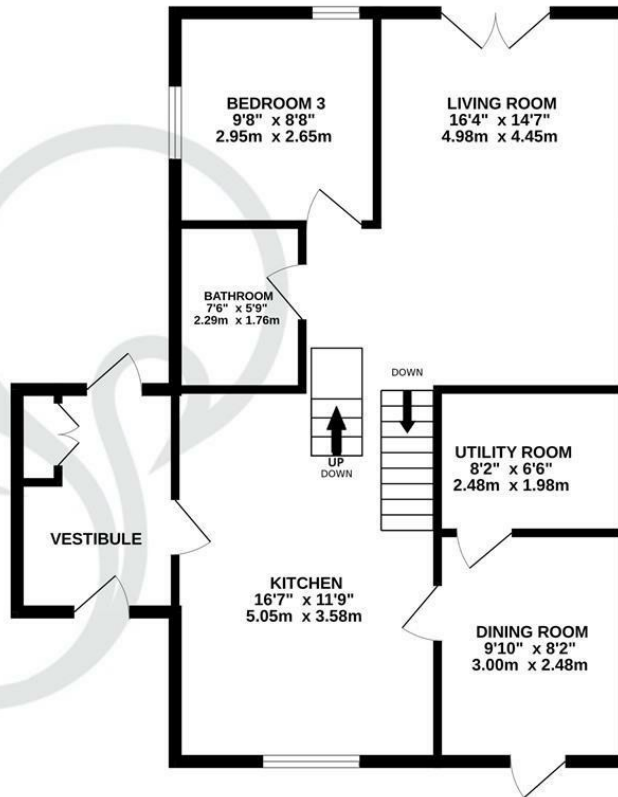 BEDROOM 3
9'8" x 8'8"
2.95m x 2.65m
LIVING ROOM
16'4" x 14'7"
4.98m x 4.45m
BATHROOM
7'6" x 5'9"
2.29m x 1.76m
DOWN
UP
DOWN
UTILITY ROOM
8'2" x 6'6"
2.48m x 1.98m
VESTIBULE
KITCHEN
16'7" x 11'9"
5.05m x 3.58m
DINING ROOM
9'10" x 8'2"
3.00m x 2.48m